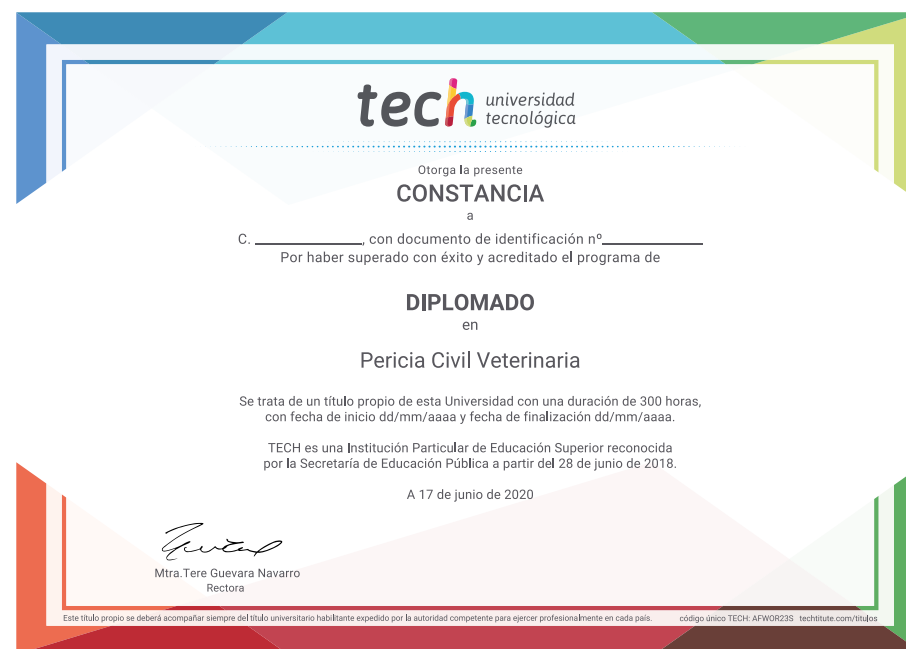 tech universidad
tecnológica
Otorga la presente
CONSTANCIA
a
C. ______________, con documento de identificación nº_____________
Por haber superado con éxito y acreditado el programa de
DIPLOMADO
en
Pericia Civil Veterinaria
Se trata de un título propio de esta Universidad con una duración de 300 horas,
con fecha de inicio dd/mm/aaaa y fecha de finalización dd/mm/aaaa.
TECH es una Institución Particular de Educación Superior reconocida
por la Secretaría de Educación Pública a partir del 28 de junio de 2018.
A 17 de junio de 2020
Mtra.Tere Guevara Navarro
Rectora
Este título propio se deberá acompañar siempre del título universitario habilitante expedido por la autoridad competente para ejercer profesionalmente en cada país. código único TECH: AFWOR23S techtitute.com/titulos